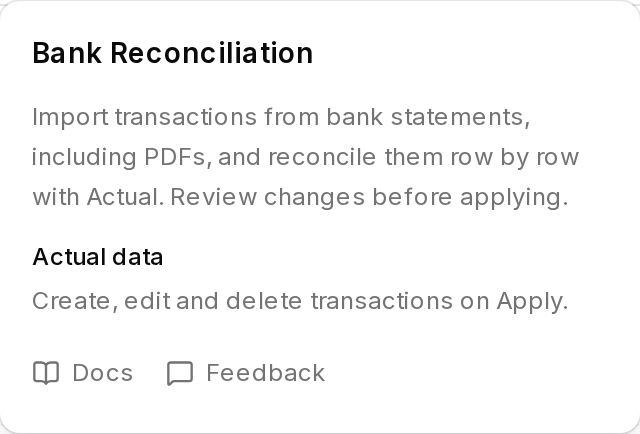 Bank Reconciliation
Import transactions from bank statements,
including PDFs, and reconcile them row by row
with Actual. Review changes before applying.
Actual data
Create, edit and delete transactions on Apply.
Docs Feedback